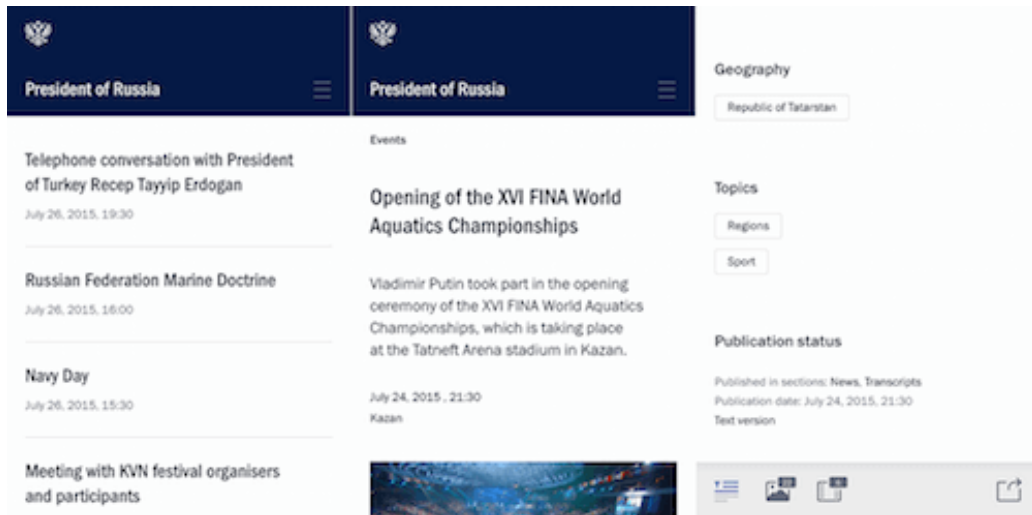 President of Russia
Telephone conversation with President
of Turkey Recep Tayyip Erdogan
July 26, 2015, 19:30
Russian Federation Marine Doctrine
July 26, 2015, 16:00
Navy Day
July 26, 2015, 15:30
Meeting with KVN festival organisers
and participants
President of Russia
Events
Opening of the XVI FINA World
Aquatics Championships
Vladimir Putin took part in the opening
ceremony of the XVI FINA World Aquatics
Championships, which is taking place
at the Tatneft Arena stadium in Kazan.
July 24, 2015 , 21:30
Kazan
Geography
Republic of Tatarstan
Topics
Regions
Sport
Publication status
Published in sections: News, Transcripts
Publication date: July 24, 2015, 21:30
Text version